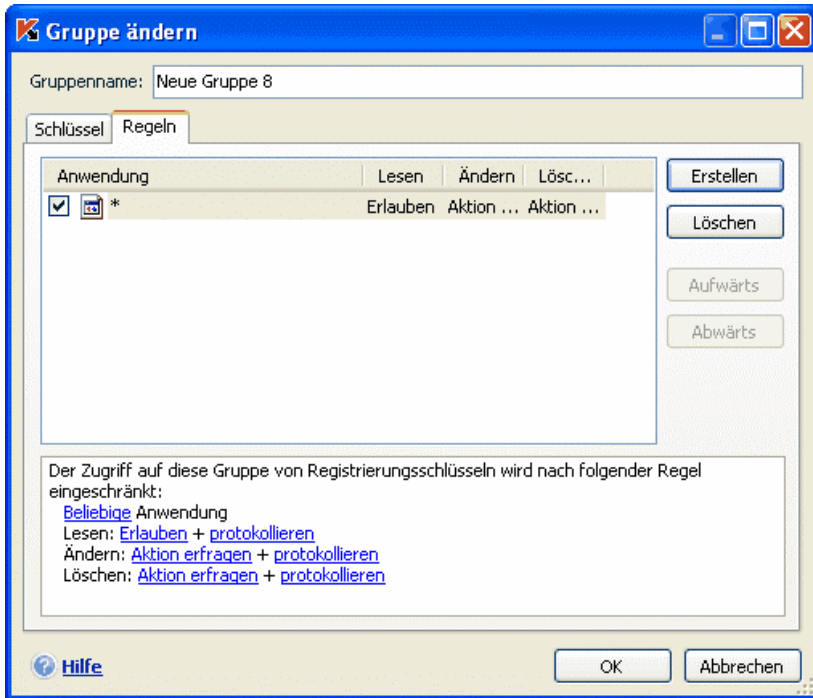 Gruppe ändern
Gruppenname: Neue Gruppe 8
Schlüssel Regeln
Anwendung Lesen Ändern Lösc... Erstellen
* Erlauben Aktion ... Aktion ...
Löschen
Aufwärts
Abwärts
Der Zugriff auf diese Gruppe von Registrierungsschlüsseln wird nach folgender Regel
eingeschränkt:
Beliebige Anwendung
Lesen: Erlauben + protokollieren
Ändern: Aktion erfragen + protokollieren
Löschen: Aktion erfragen + protokollieren
Hilfe OK Abbrechen